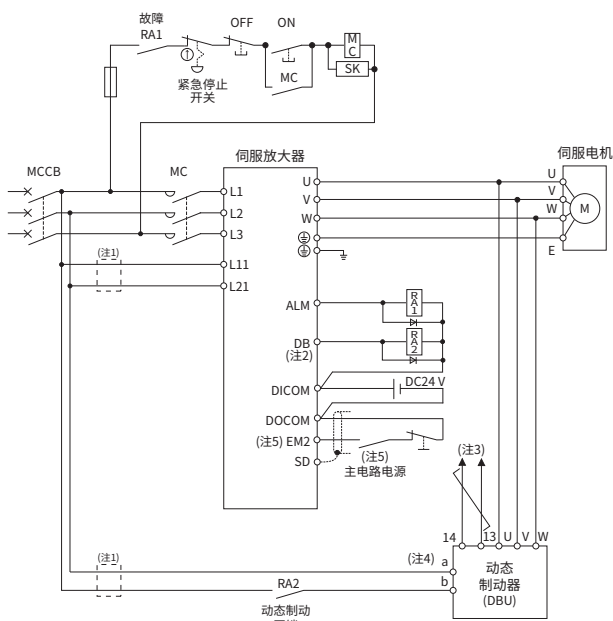 故障
RA1
OFF
ON
①
紧急停止
开关
MC
MC
SK
MCCB
MC
伺服放大器
伺服电机
L1
L2
L3
(注1)
L11
L21
U
V
W
U
V
W
E
M
ALM
RA1
DB
(注2)
RA2
DICOM
DC24 V
DOCOM
(注5) EM2
(注5)
主电路电源
SD
(注3)
14
13
U
V
W
(注1)
(注4)
a
b
RA2
动态制动
动态
制动器
(DBU)